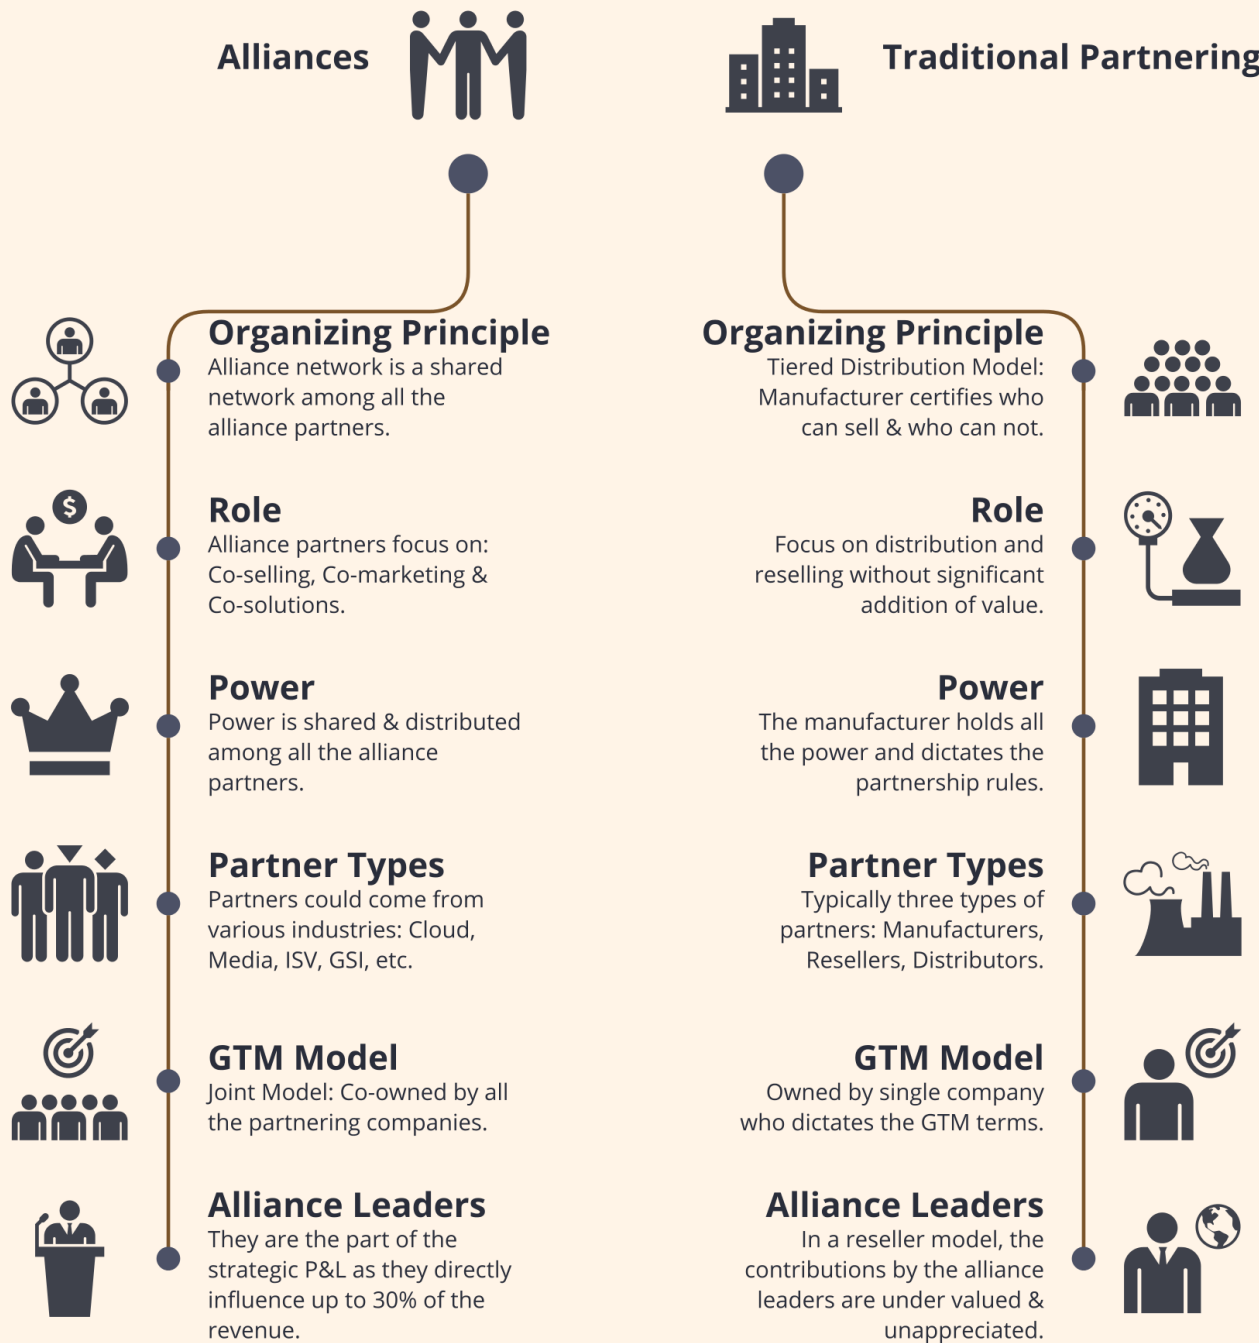 Alliances
Traditional Partnering
Organizing Principle
Alliance network is a shared
network among all the
alliance partners.
Organizing Principle
Tiered Distribution Model:
Manufacturer certifies who
can sell & who can not.
$
Role
Alliance partners focus on:
Co-selling, Co-marketing &
Co-solutions.
Role
Focus on distribution and
reselling without significant
addition of value.
Power
Power is shared & distributed
among all the alliance
partners.
Power
The manufacturer holds all
the power and dictates the
partnership rules.
Partner Types
Partners could come from
various industries: Cloud,
Media, ISV, GSI, etc.
Partner Types
Typically three types of
partners: Manufacturers,
Resellers, Distributors.
GTM Model
Joint Model: Co-owned by all
the partnering companies.
GTM Model
Owned by single company
who dictates the GTM terms.
Alliance Leaders
They are the part of the
strategic P&L as they directly
influence up to 30% of the
revenue.
Alliance Leaders
In a reseller model, the
contributions by the alliance
leaders are under valued &
unappreciated.